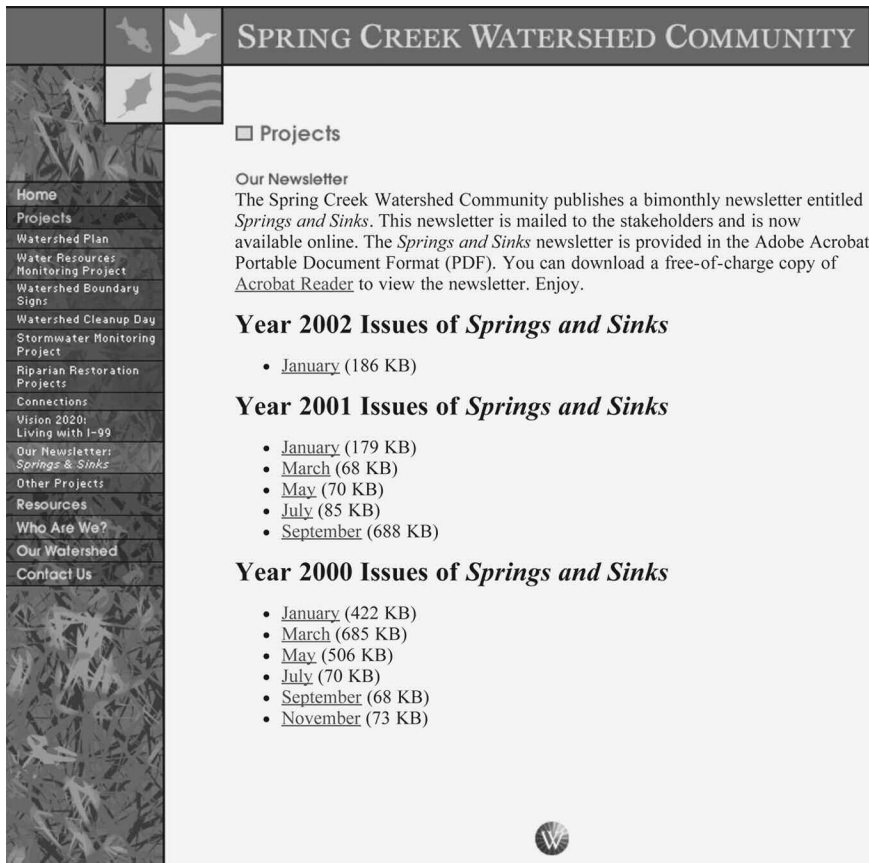 SPRING CREEK WATERSHED COMMUNITY
Home
Projects
Watershed Plan
Water Resources
Monitoring Project
Watershed Boundary
Signs
Watershed Cleanup Day
Stormwater Monitoring
Project
Riparian Restoration
Projects
Connections
Vision 2020:
Living with I-99
Our Newsletter:
Springs & Sinks
Other Projects
Resources
Who Are We?
Our Watershed
Contact Us
Projects
Our Newsletter
The Spring Creek Watershed Community publishes a bimonthly newsletter entitled
Springs and Sinks. This newsletter is mailed to the stakeholders and is now
available online. The Springs and Sinks newsletter is provided in the Adobe Acrobat
Portable Document Format (PDF). You can download a free-of-charge copy of
Acrobat Reader to view the newsletter. Enjoy.
Year 2002 Issues of Springs and Sinks
• January (186 KB)
Year 2001 Issues of Springs and Sinks
• January (179 KB)
• March (68 KB)
• May (70 KB)
• July (85 KB)
• September (688 KB)
Year 2000 Issues of Springs and Sinks
• January (422 KB)
• March (685 KB)
• May (506 KB)
• July (70 KB)
• September (68 KB)
• November (73 KB)
W